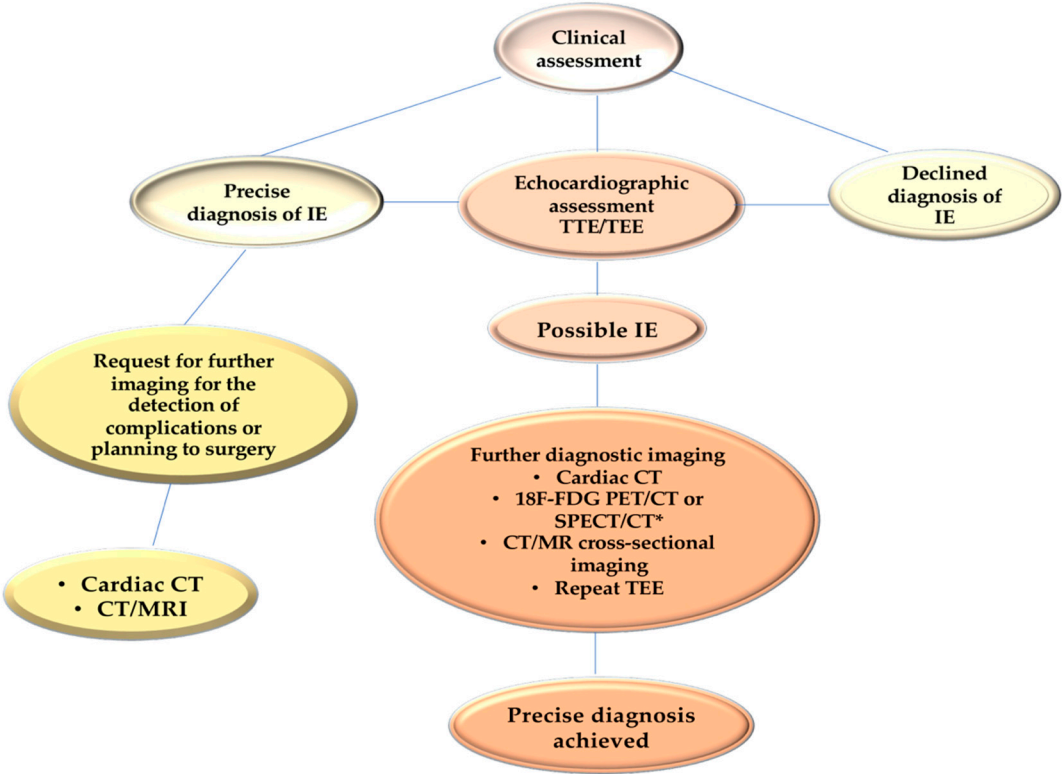 Clinical
assessment
Precise
diagnosis of IE
Echocardiographic
assessment
TTE/TEE
Declined
diagnosis of
IE
Possible IE
Request for further
imaging for the
detection of
complications or
planning to surgery
Further diagnostic imaging
• Cardiac CT
• 18F-FDG PET/CT or
SPECT/CT*
• CT/MR cross-sectional
imaging
• Repeat TEE
• Cardiac CT
• CT/MRI
Precise diagnosis
achieved